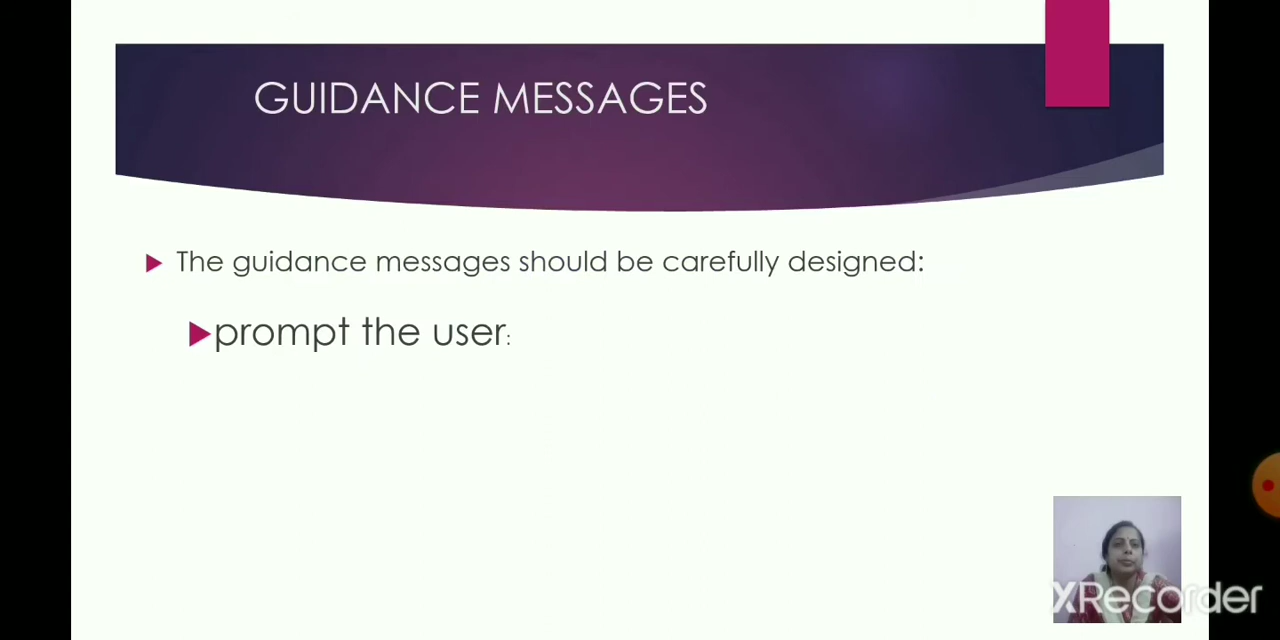 GUIDANCE MESSAGES
The guidance messages should be carefully designed:
prompt the user:
XRecorder